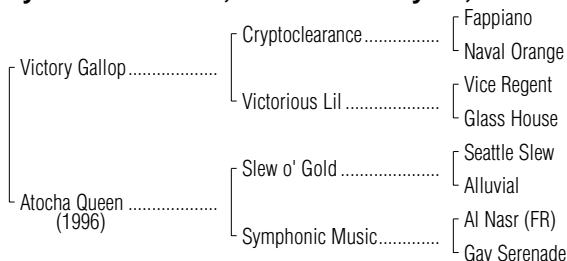 Fappiano
Cryptoclearance................
Naval Orange
Victory Gallop...................
Vice Regent
Victorious Lil ....................
Glass House
Seattle Slew
Slew o' Gold .....................
Alluvial
Atocha Queen ...................
(1996)
Al Nasr (FR)
Symphonic Music.............
Gay Serenade